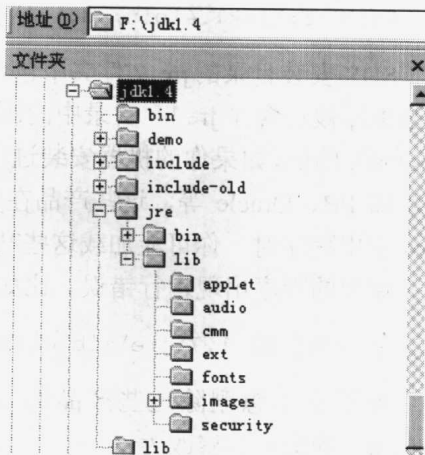 地址(D) F:\jdk1.4
文件夹
jdk1.4
bin
demo
include
include-old
jre
bin
lib
applet
audio
cmm
ext
fonts
images
security
lib